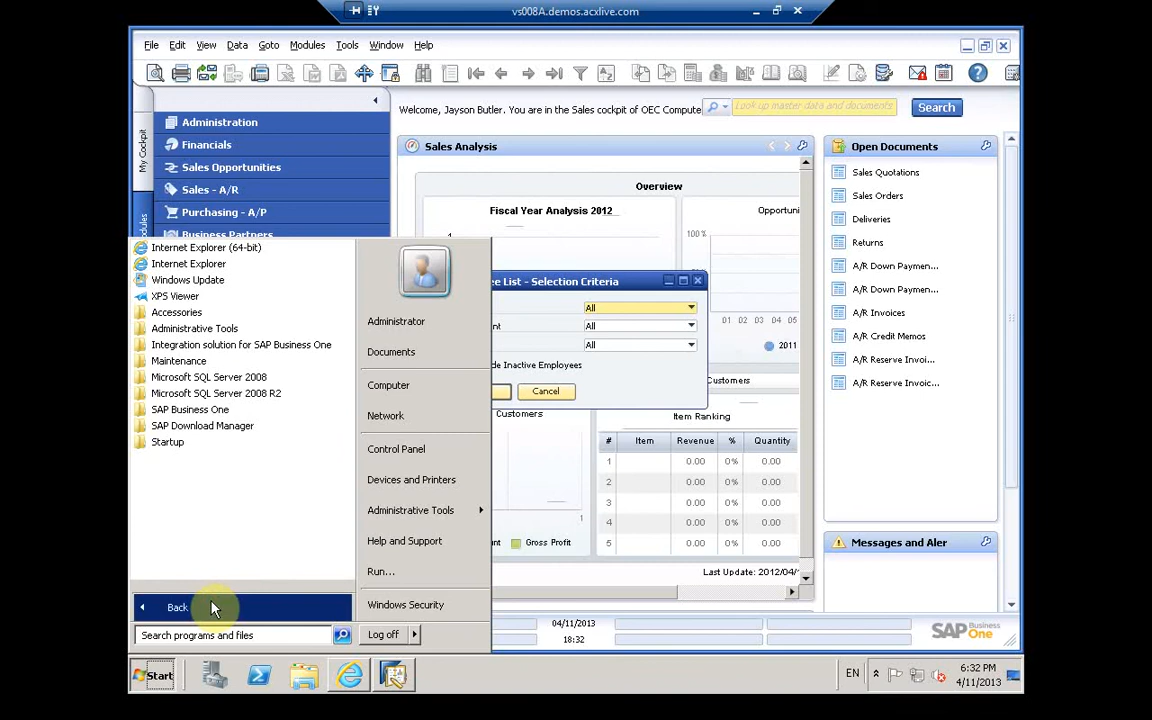 vs008A.demos.acxlive.com
File Edit View Data Goto Modules Tools Window Help
Welcome, Jayson Butler. You are in the Sales cockpit of OEC Compute
Look up master data and documents
Search
My Cockpit
Modules
Administration
Financials
Sales Opportunities
Sales - A/R
Purchasing - A/P
Business Partners
Sales Analysis
Overview
Fiscal Year Analysis 2012
Opportuni
100 %
0%
01 02 03 04 05
2011
Customers
Customers
1
Gross Profit
Item Ranking
# Item Revenue % Quantity
1 0.00 0% 0.00
2 0.00 0% 0.00
3 0.00 0% 0.00
4 0.00 0% 0.00
5 0.00 0% 0.00
Last Update: 2012/04/
Open Documents
Sales Quotations
Sales Orders
Deliveries
Returns
A/R Down Paymen...
A/R Down Paymen...
A/R Invoices
A/R Credit Memos
A/R Reserve Invoi...
A/R Reserve Invoic...
Messages and Aler
ee List - Selection Criteria
All
nt All
All
de Inactive Employees
Cancel
Internet Explorer (64-bit)
Internet Explorer
Windows Update
XPS Viewer
Accessories
Administrative Tools
Integration solution for SAP Business One
Maintenance
Microsoft SQL Server 2008
Microsoft SQL Server 2008 R2
SAP Business One
SAP Download Manager
Startup
Back
Search programs and files
Administrator
Documents
Computer
Network
Control Panel
Devices and Printers
Administrative Tools
Help and Support
Run...
Windows Security
Log off
04/11/2013
18:32
SAP Business
One
Start
EN
6:32 PM
4/11/2013